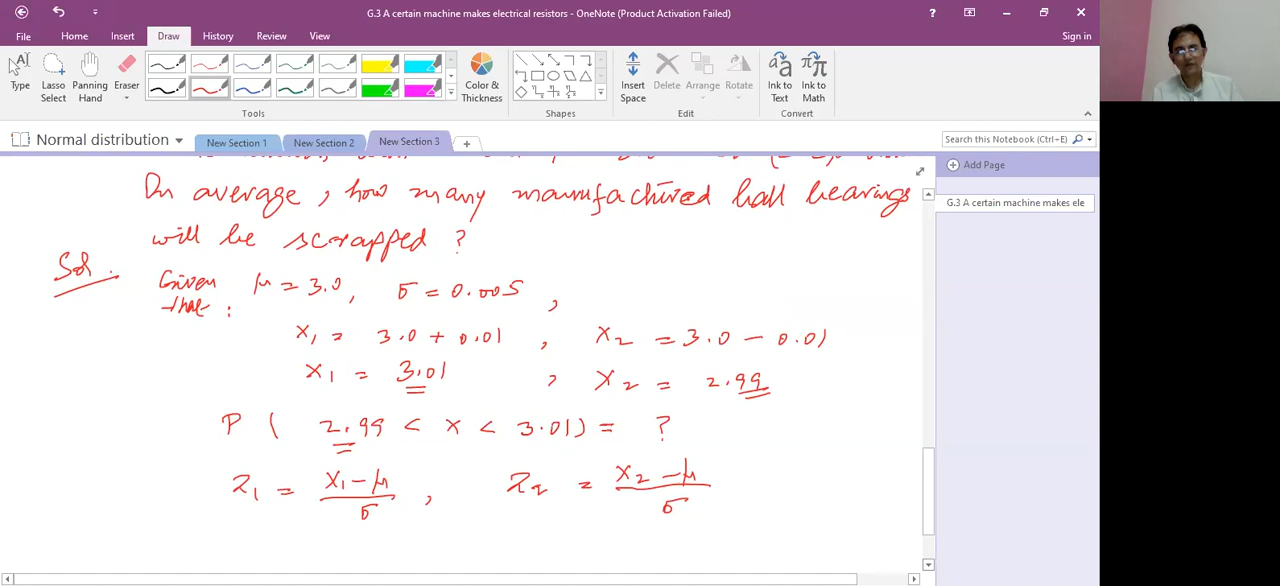 G.3 A certain machine makes electrical resistors - OneNote (Product Activation Failed)
File Home Insert Draw History Review View Sign in
Type Lasso Select Panning Hand Eraser Color & Thickness Insert Space Delete Arrange Rotate Ink to Text Ink to Math
Tools Shapes Edit Convert
Normal distribution New Section 1 New Section 2 New Section 3 Search this Notebook (Ctrl+E)
Add Page
G.3 A certain machine makes ele
On average, how many manufactured ball bearings
will be scrapped ?
Sol. Given that : μ = 3.0, σ = 0.005,
x₁ = 3.0 + 0.01 , x₂ = 3.0 - 0.01
x₁ = 3.01 , x₂ = 2.99
P ( 2.99 < x < 3.01) = ?
z₁ = (x₁ - μ)/σ , z₂ = (x₂ - μ)/σ